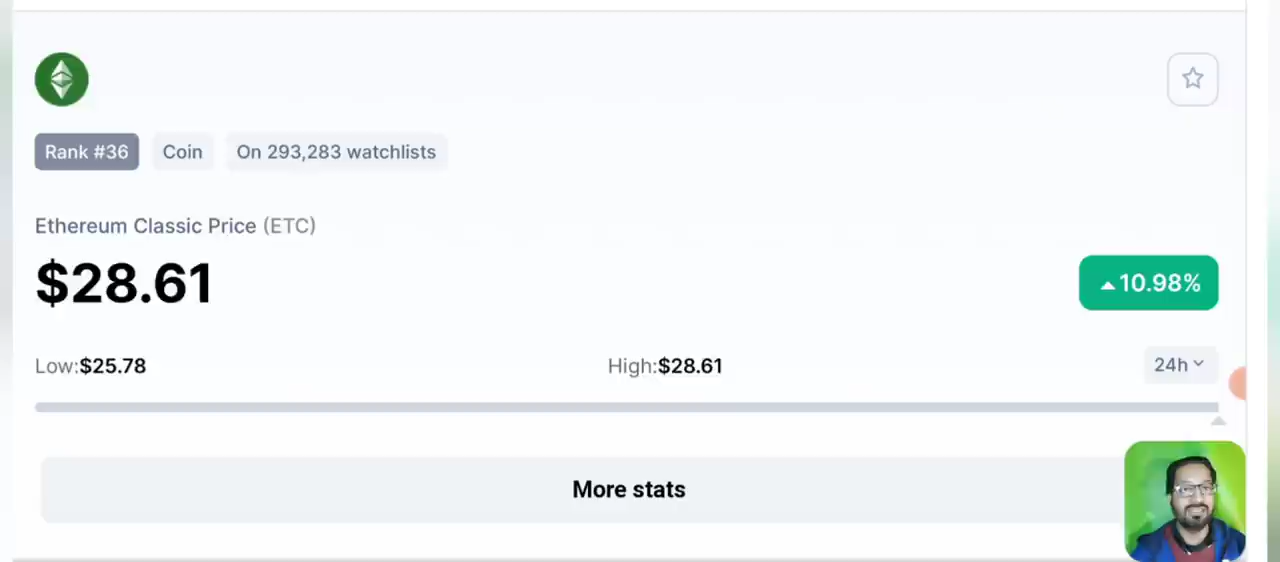 Rank #36 Coin On 293,283 watchlists
Ethereum Classic Price (ETC)
$28.61 10.98%
Low:$25.78 High:$28.61 24h
More stats